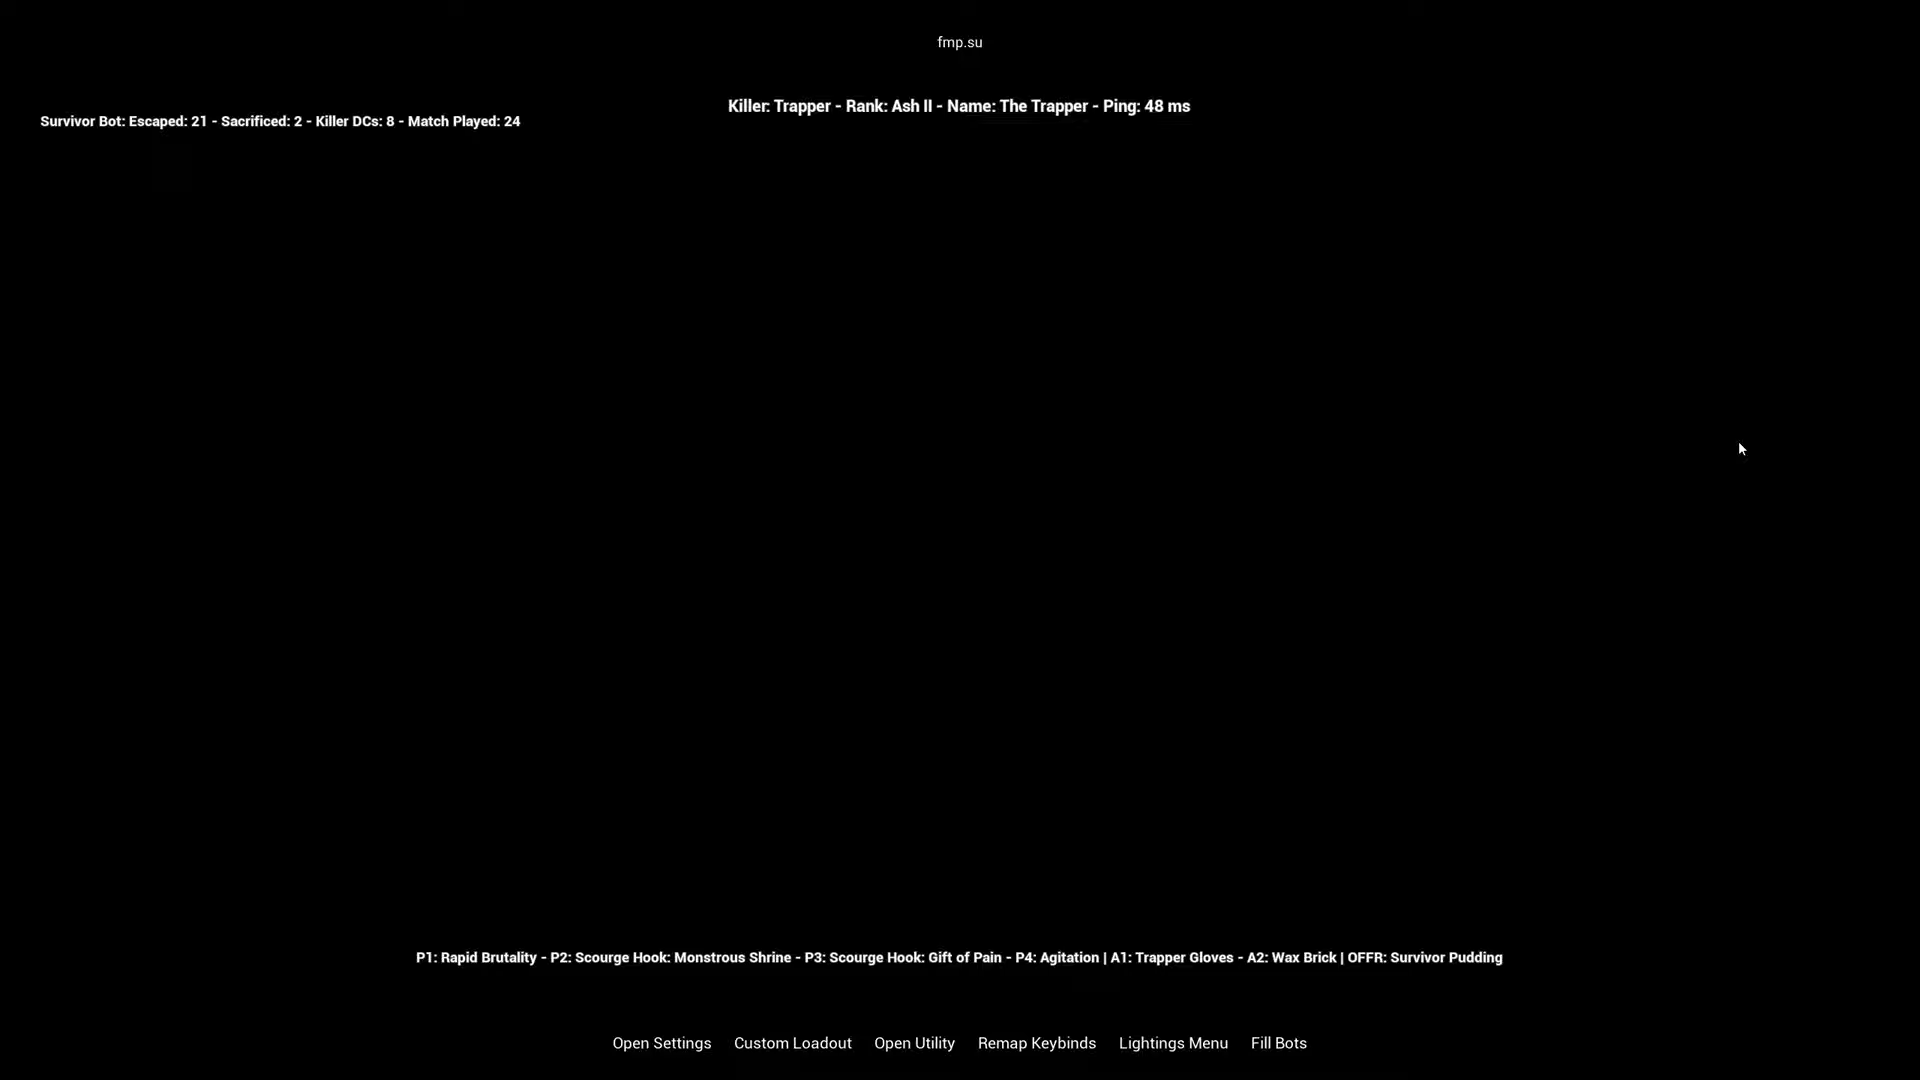 fmp.su
Killer: Trapper - Rank: Ash II - Name: The Trapper - Ping: 48 ms
Survivor Bot: Escaped: 21 - Sacrificed: 2 - Killer DCs: 8 - Match Played: 24
P1: Rapid Brutality - P2: Scourge Hook: Monstrous Shrine - P3: Scourge Hook: Gift of Pain - P4: Agitation | A1: Trapper Gloves - A2: Wax Brick | OFFR: Survivor Pudding
Open Settings Custom Loadout Open Utility Remap Keybinds Lightings Menu Fill Bots